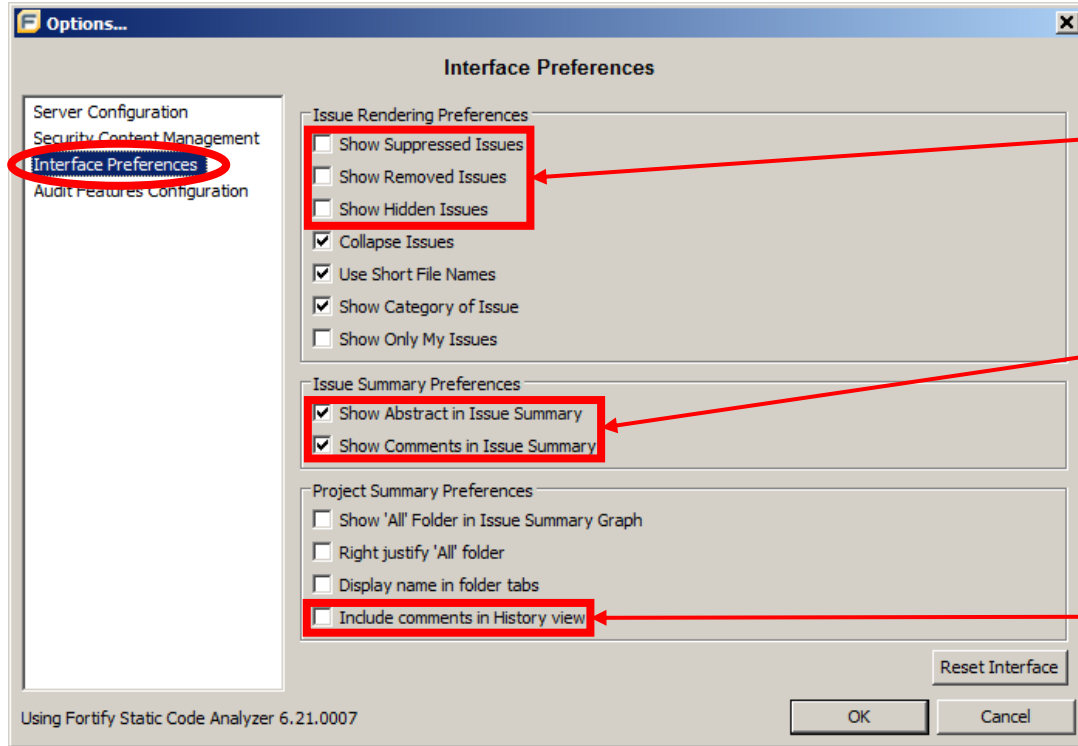 Options...
Interface Preferences
Server Configuration
Security Content Management
Interface Preferences
Audit Features Configuration
Issue Rendering Preferences
Show Suppressed Issues
Show Removed Issues
Show Hidden Issues
Collapse Issues
Use Short File Names
Show Category of Issue
Show Only My Issues
Issue Summary Preferences
Show Abstract in Issue Summary
Show Comments in Issue Summary
Project Summary Preferences
Show 'All' Folder in Issue Summary Graph
Right justify 'All' folder
Display name in folder tabs
Include comments in History view
Reset Interface
Using Fortify Static Code Analyzer 6.21.0007
OK
Cancel